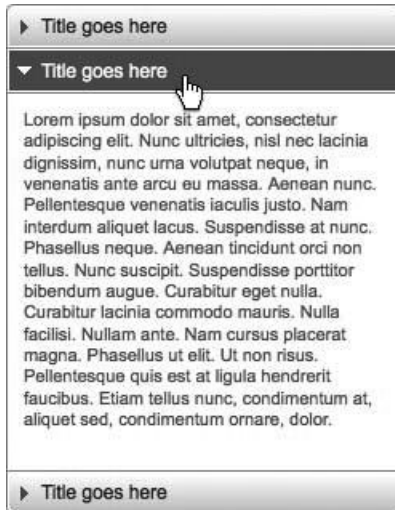 Title goes here
Title goes here
Lorem ipsum dolor sit amet, consectetur
adipiscing elit. Nunc ultricies, nisl nec lacinia
dignissim, nunc urna volutpat neque, in
venenatis ante arcu eu massa. Aenean nunc.
Pellentesque venenatis iaculis justo. Nam
interdum aliquet lacus. Suspendisse at nunc.
Phasellus neque. Aenean tincidunt orci non
tellus. Nunc suscipit. Suspendisse porttitor
bibendum augue. Curabitur eget nulla.
Curabitur lacinia commodo mauris. Nulla
facilisi. Nullam ante. Nam cursus placerat
magna. Phasellus ut elit. Ut non risus.
Pellentesque quis est at ligula hendrerit
faucibus. Etiam tellus nunc, condimentum at,
aliquet sed, condimentum ornare, dolor.
Title goes here